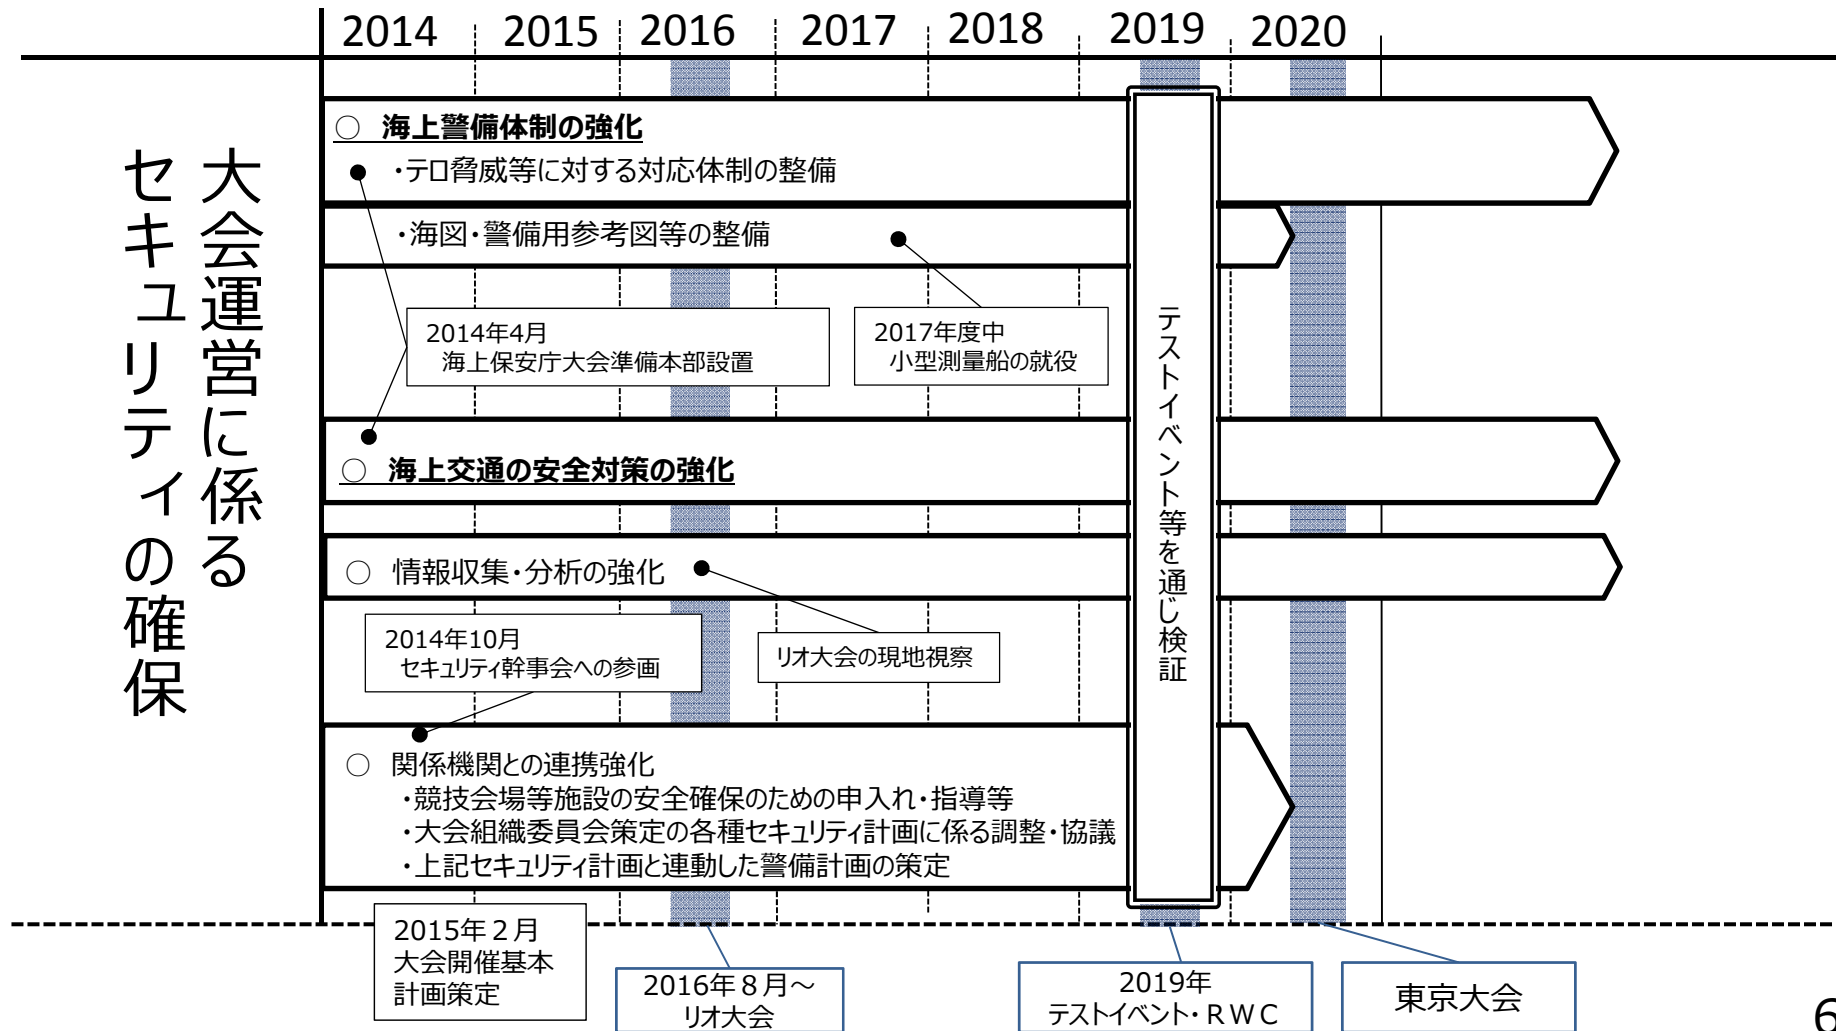 2014 2015 2016 2017 2018 2019 2020
大会運営に係る
セキュリティの確保
○ 海上警備体制の強化
・テロ脅威等に対する対応体制の整備
・海図・警備用参考図等の整備
2014年4月
海上保安庁大会準備本部設置
2017年度中
小型測量船の就役
テストイベント等を通じ検証
○ 海上交通の安全対策の強化
○ 情報収集・分析の強化
2014年10月
セキュリティ幹事会への参画
リオ大会の現地視察
○ 関係機関との連携強化
・競技会場等施設の安全確保のための申入れ・指導等
・大会組織委員会策定の各種セキュリティ計画に係る調整・協議
・上記セキュリティ計画と連動した警備計画の策定
2015年２月
大会開催基本
計画策定
2016年８月～
リオ大会
2019年
テストイベント・ＲＷＣ
東京大会
6